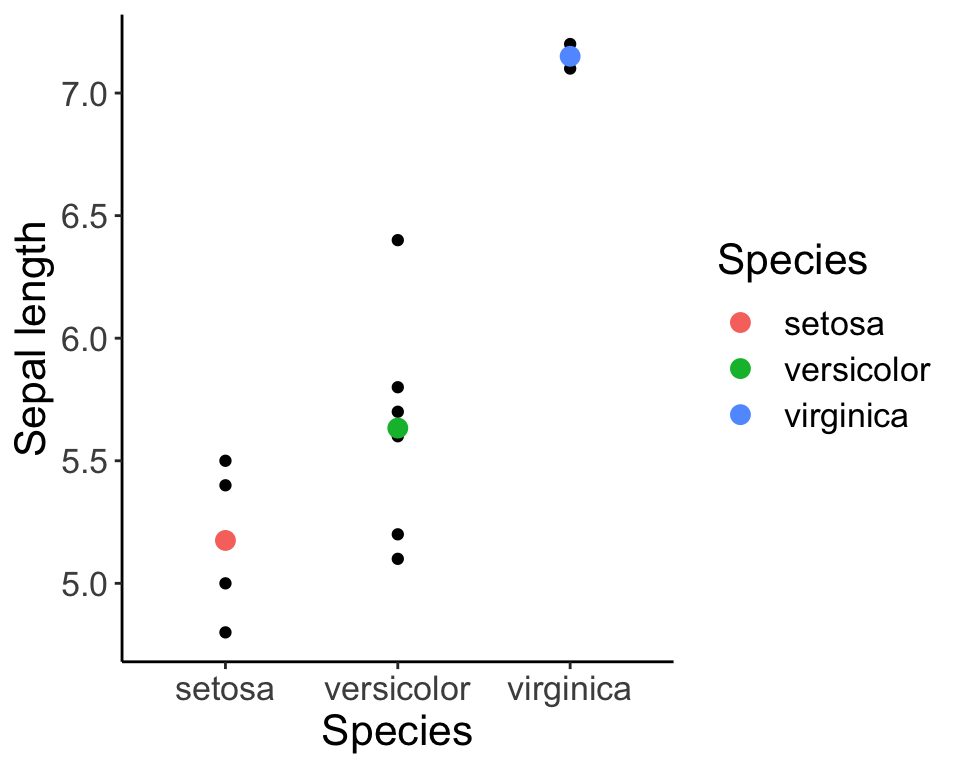 Sepal length
7.0
6.5
6.0
5.5
5.0
setosa versicolor virginica
Species
Species
setosa
versicolor
virginica